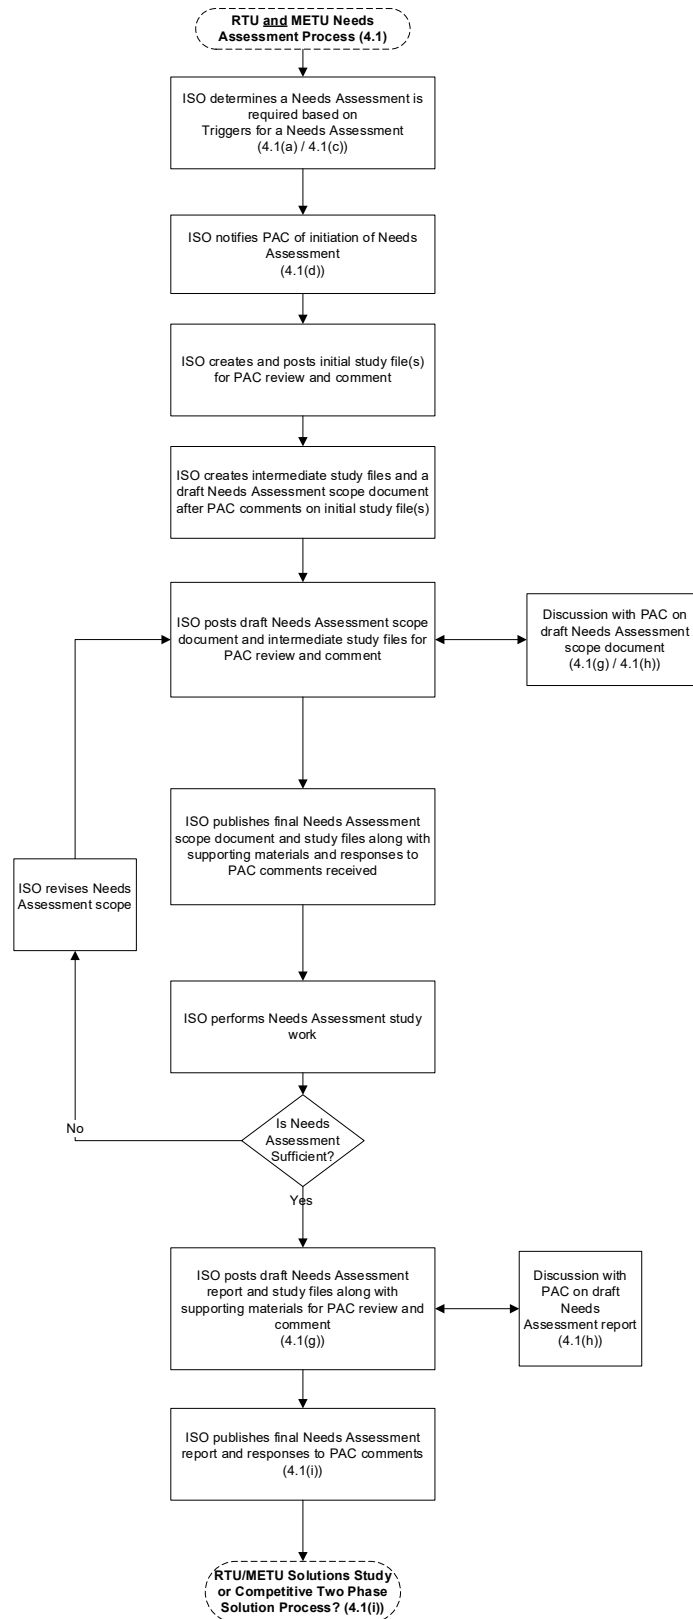 RTU and METU Needs
Assessment Process (4.1)
ISO determines a Needs Assessment is
required based on
Triggers for a Needs Assessment
(4.1(a) / 4.1(c))
ISO notifies PAC of initiation of Needs
Assessment
(4.1(d))
ISO creates and posts initial study file(s)
for PAC review and comment
ISO creates intermediate study files and a
draft Needs Assessment scope document
after PAC comments on initial study file(s)
ISO posts draft Needs Assessment scope
document and intermediate study files for
PAC review and comment
Discussion with PAC on
draft Needs Assessment
scope document
(4.1(g) / 4.1(h))
ISO publishes final Needs Assessment
scope document and study files along with
supporting materials and responses to
PAC comments received
ISO revises Needs
Assessment scope
ISO performs Needs Assessment study
work
Is Needs
Assessment
Sufficient?
No
Yes
ISO posts draft Needs Assessment
report and study files along with
supporting materials for PAC review and
comment
(4.1(g))
Discussion with
PAC on draft
Needs
Assessment report
(4.1(h))
ISO publishes final Needs Assessment
report and responses to PAC comments
(4.1(i))
RTU/METU Solutions Study
or Competitive Two Phase
Solution Process? (4.1(i))